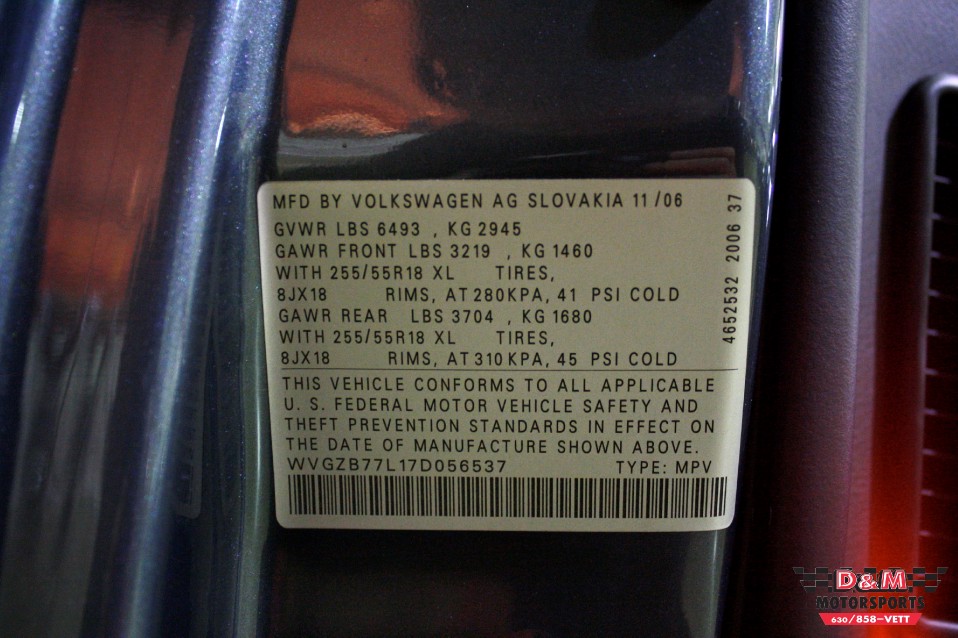 MFD BY VOLKSWAGEN AG SLOVAKIA 11/06
GVWR LBS 6493 , KG 2945
GAWR FRONT LBS 3219 , KG 1460
WITH 255/55R18 XL TIRES,
8JX18 RIMS, AT 280KPA, 41 PSI COLD
GAWR REAR LBS 3704 , KG 1680
WITH 255/55R18 XL TIRES,
8JX18 RIMS, AT 310KPA, 45 PSI COLD
4652532 2006 37
THIS VEHICLE CONFORMS TO ALL APPLICABLE
U. S. FEDERAL MOTOR VEHICLE SAFETY AND
THEFT PREVENTION STANDARDS IN EFFECT ON
THE DATE OF MANUFACTURE SHOWN ABOVE.
WVGZB77L17D056537 TYPE: MPV
D&M
MOTORSPORTS
630/858-VETT